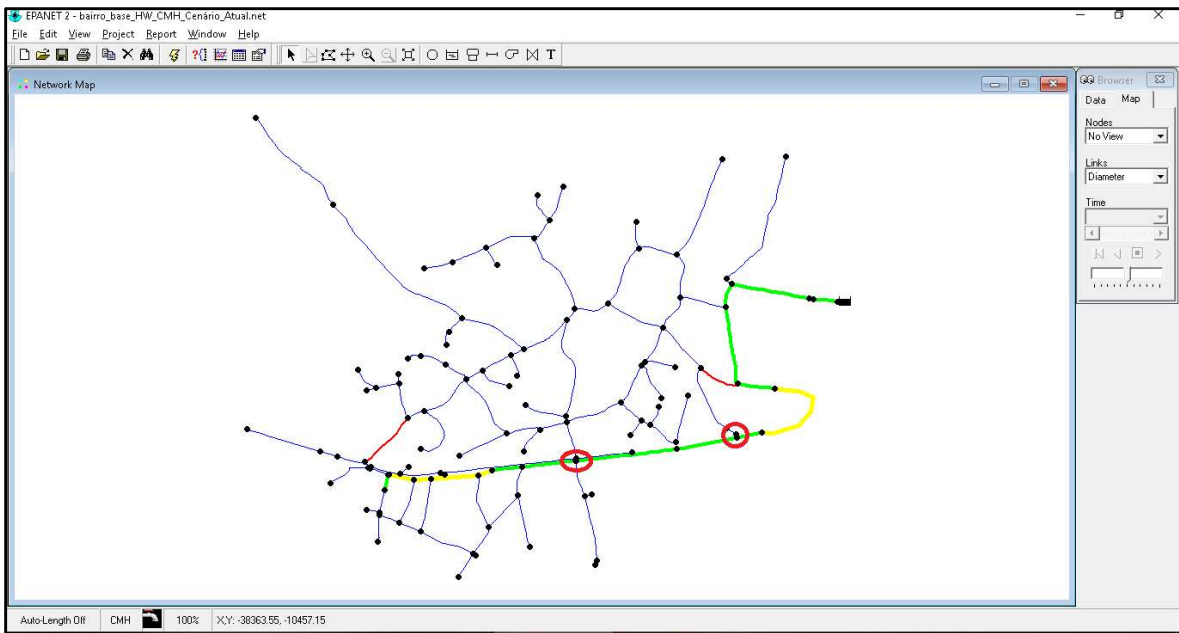 EPANET 2 - bairro_base_HW_CMH_Cenário_Atual.net
File Edit View Project Report Window Help
T
Network Map
Browser
Data Map
Nodes
No View
Links
Diameter
Time
Auto-Length Off CMH 100% X,Y: -38363.55, -10457.15